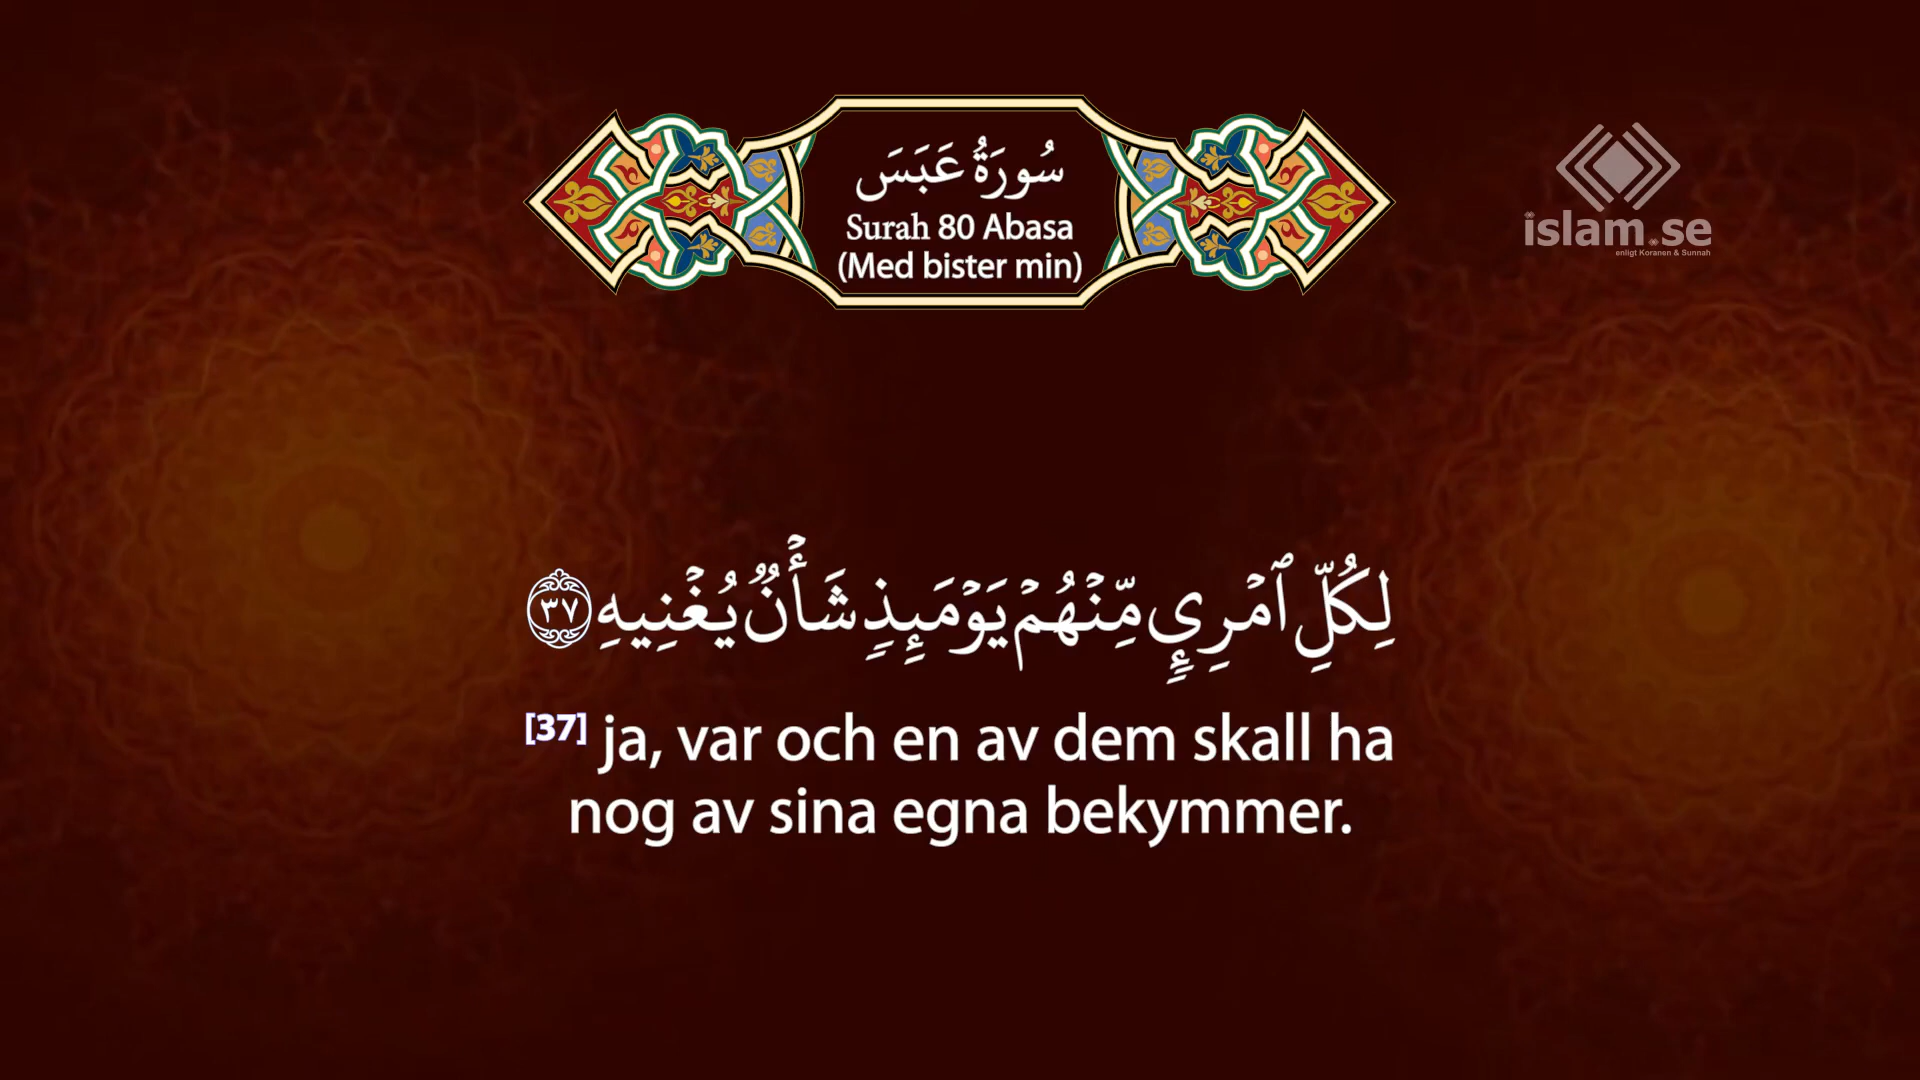 سُورَةُ عَبَسَ
Surah 80 Abasa
(Med bister min)
islam.se
enligt Koranen & Sunnah
لِكُلِّ ٱمۡرِيٕٖ مِّنۡهُمۡ يَوۡمَئِذٖ شَأۡنٞ يُغۡنِيهِ ٣٧
[37] ja, var och en av dem skall ha
nog av sina egna bekymmer.